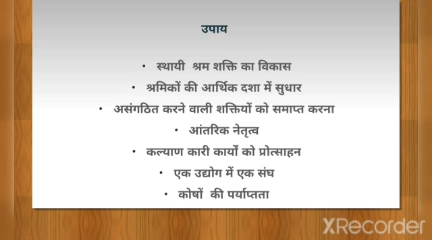 उपाय
• स्थायी श्रम शक्ति का विकास
• श्रमिकों की आर्थिक दशा में सुधार
• असंगठित करने वाली शक्तियों को समाप्त करना
• आंतरिक नेतृत्व
• कल्याण कारी कार्यों को प्रोत्साहन
• एक उद्योग में एक संघ
• कोषों की पर्याप्तता
XRecorder